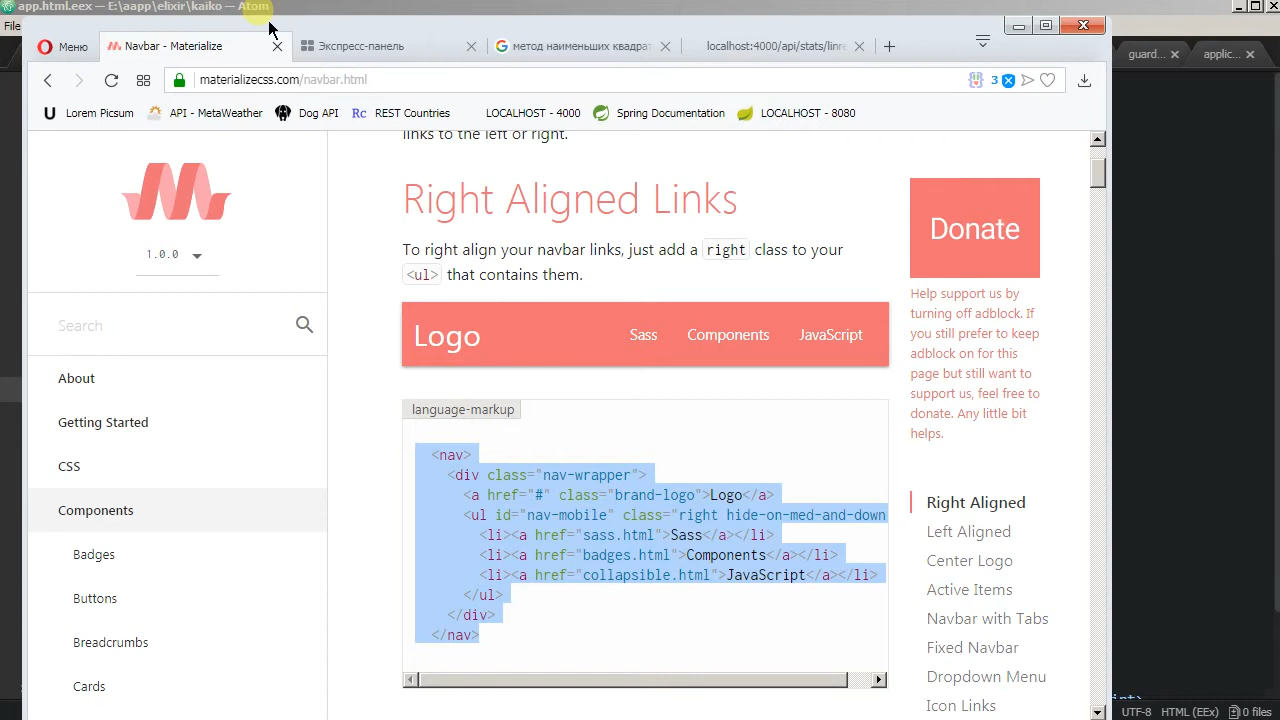 app.html.eex — E:\aapp\elixir\kaiko — Atom
File
guard...
applic...
Меню
Navbar - Materialize
Экспресс-панель
метод наименьших квадрат
localhost:4000/api/stats/linre
materializecss.com/navbar.html
3
U Lorem Picsum
API - MetaWeather
Dog API
Rc REST Countries
LOCALHOST - 4000
Spring Documentation
LOCALHOST - 8080
1.0.0
Search
About
Getting Started
CSS
Components
Badges
Buttons
Breadcrumbs
Cards
links to the left or right.
Right Aligned Links
To right align your navbar links, just add a right class to your
<ul> that contains them.
Logo Sass Components JavaScript
language-markup
<nav>
<div class="nav-wrapper">
<a href="#" class="brand-logo">Logo</a>
<ul id="nav-mobile" class="right hide-on-med-and-down
<li><a href="sass.html">Sass</a></li>
<li><a href="badges.html">Components</a></li>
<li><a href="collapsible.html">JavaScript</a></li>
</ul>
</div>
</nav>
Donate
Help support us by
turning off adblock. If
you still prefer to keep
adblock on for this
page but still want to
support us, feel free to
donate. Any little bit
helps.
Right Aligned
Left Aligned
Center Logo
Active Items
Navbar with Tabs
Fixed Navbar
Dropdown Menu
Icon Links
UTF-8 HTML (EEx) 0 files